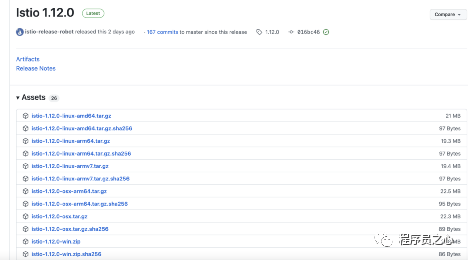 Istio 1.12.0 Latest Compare
istio-release-robot released this 2 days ago · 167 commits to master since this release 1.12.0 016bc46
Artifacts
Release Notes
Assets 26
istio-1.12.0-linux-amd64.tar.gz 21 MB
istio-1.12.0-linux-amd64.tar.gz.sha256 97 Bytes
istio-1.12.0-linux-arm64.tar.gz 19.3 MB
istio-1.12.0-linux-arm64.tar.gz.sha256 97 Bytes
istio-1.12.0-linux-armv7.tar.gz 19.4 MB
istio-1.12.0-linux-armv7.tar.gz.sha256 97 Bytes
istio-1.12.0-osx-arm64.tar.gz 22.5 MB
istio-1.12.0-osx-arm64.tar.gz.sha256 95 Bytes
istio-1.12.0-osx.tar.gz 22.3 MB
istio-1.12.0-osx.tar.gz.sha256 89 Bytes
istio-1.12.0-win.zip MB
istio-1.12.0-win.zip.sha256 86 Bytes
程序员之心